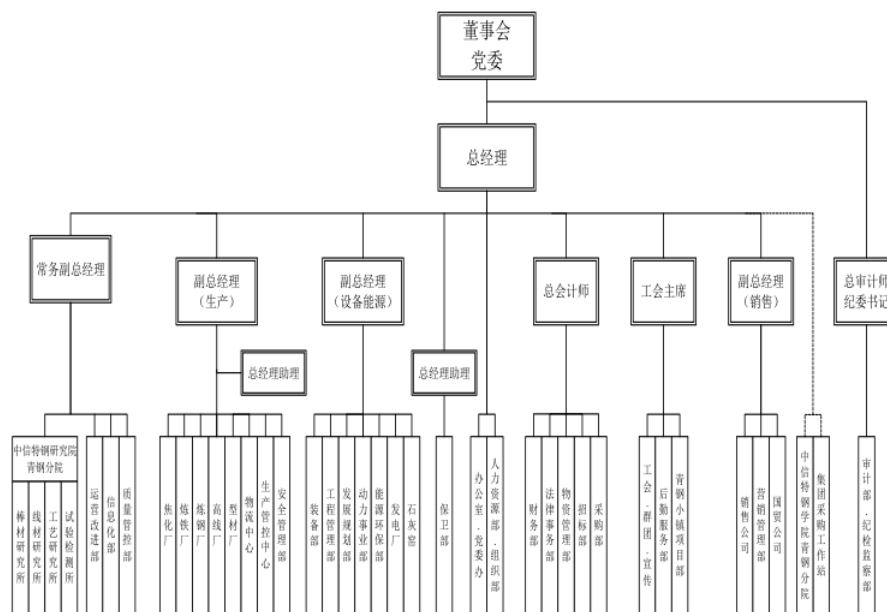 董事会
党委
总经理
常务副总经理
副总经理
（生产）
副总经理
（设备能源）
总会计师
工会主席
副总经理
（销售）
总审计师
纪委书记
总经理助理
总经理助理
中信特钢研究院
青钢分院
棒材研究所
线材研究所
工艺研究所
试验检测所
运营改进部
信息化部
质量管控部
焦化厂
炼铁厂
炼钢厂
高线厂
型材厂
物流中心
生产管控中心
安全管理部
装备部
工程管理部
发展规划部
动力事业部
能源环保部
发电厂
石灰窑
保卫部
办公室．党委办
人力资源部．组织部
财务部
法律事务部
物资管理部
招标部
采购部
工会．群团．宣传
后勤服务部
青钢小镇项目部
销售公司
营销管理部
国贸公司
中信特钢学院青钢分院
集团采购工作站
审计部．纪检监察部